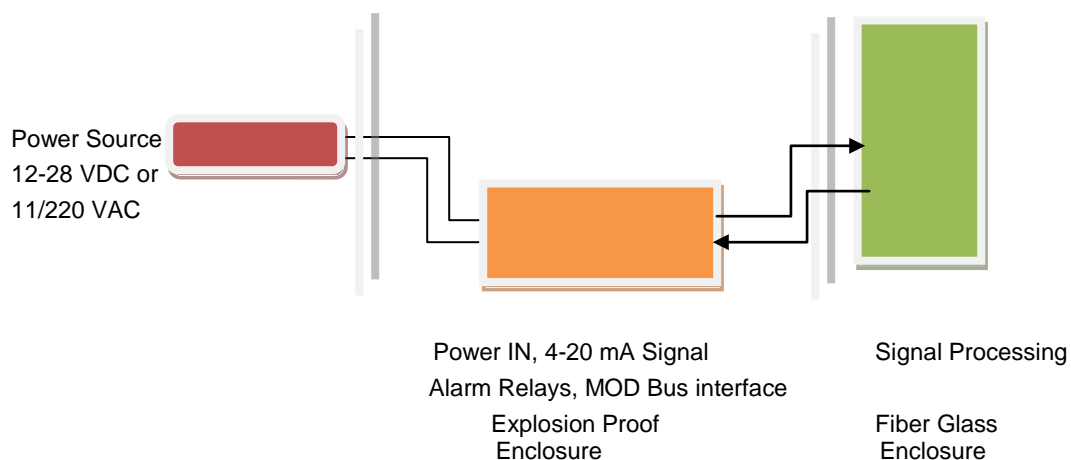 Power Source
12-28 VDC or
11/220 VAC
Power IN, 4-20 mA Signal
Alarm Relays, MOD Bus interface
Explosion Proof
Enclosure
Signal Processing
Fiber Glass
Enclosure